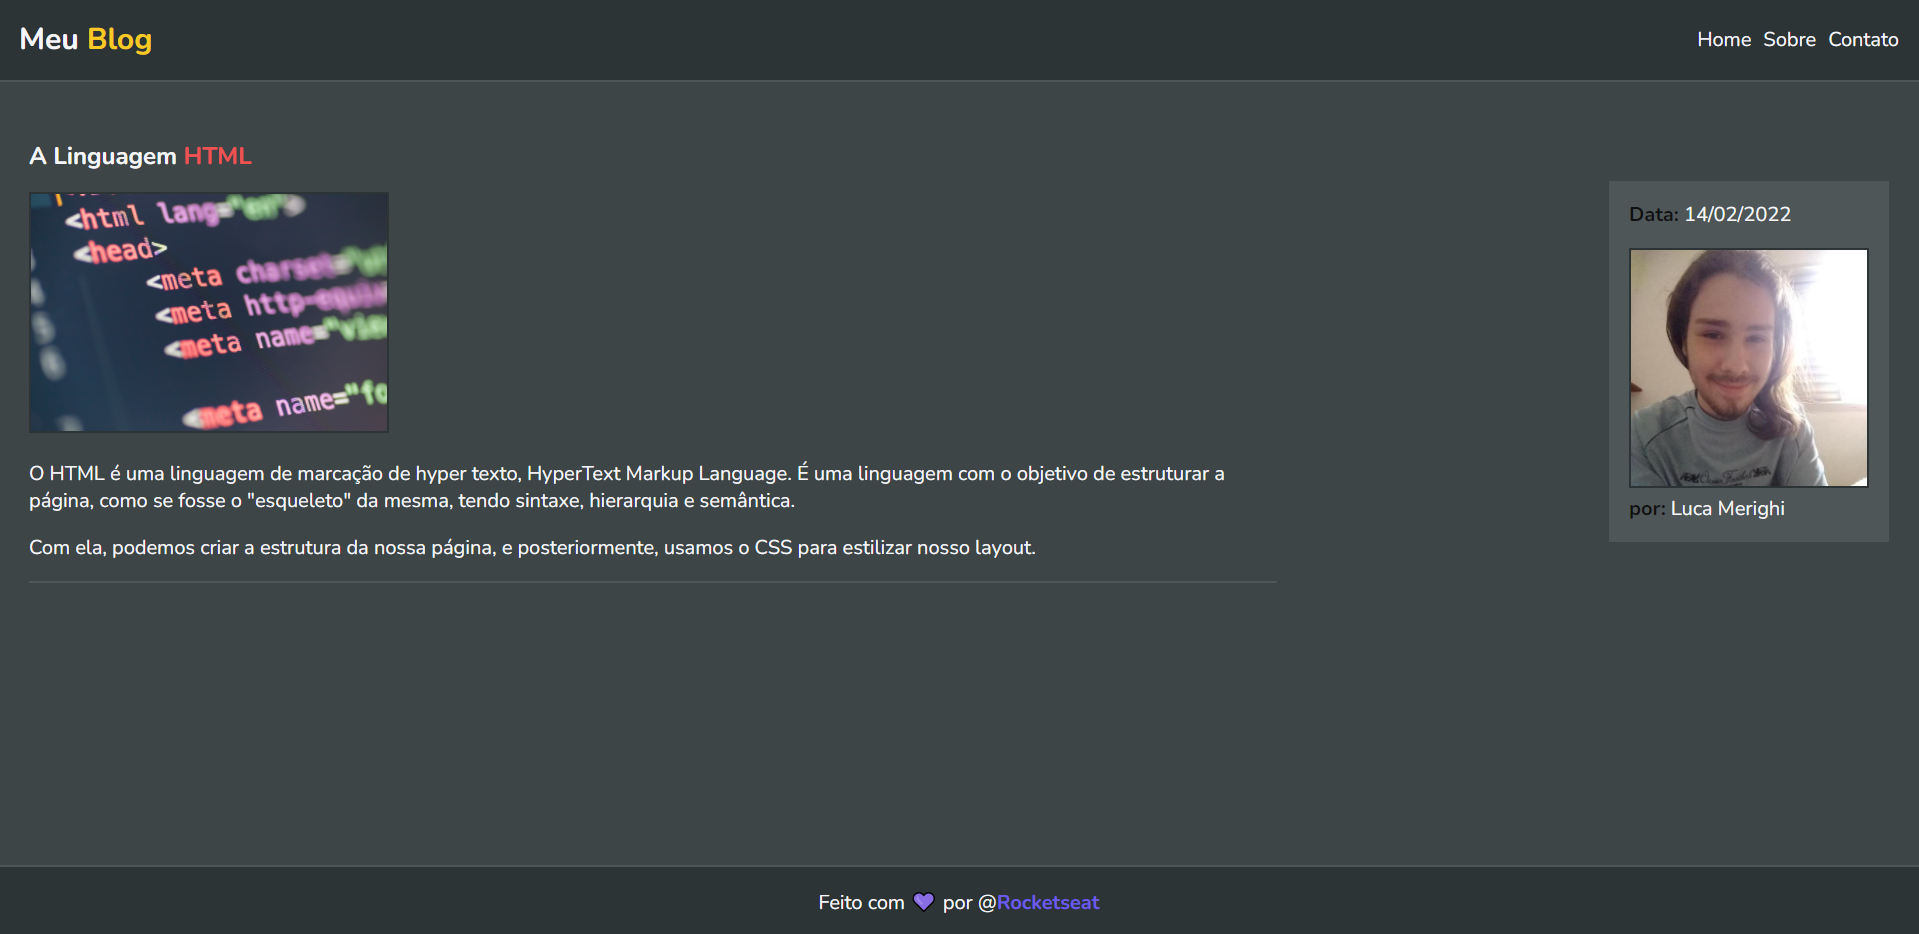 Meu Blog
Home Sobre Contato
A Linguagem HTML
<html lang="en">
<head>
<meta charset=
<meta http-equiv
<meta name="vie
<meta name="fo
O HTML é uma linguagem de marcação de hyper texto, HyperText Markup Language. É uma linguagem com o objetivo de estruturar a
página, como se fosse o "esqueleto" da mesma, tendo sintaxe, hierarquia e semântica.
Com ela, podemos criar a estrutura da nossa página, e posteriormente, usamos o CSS para estilizar nosso layout.
Data: 14/02/2022
por: Luca Merighi
Feito com 💜 por @Rocketseat